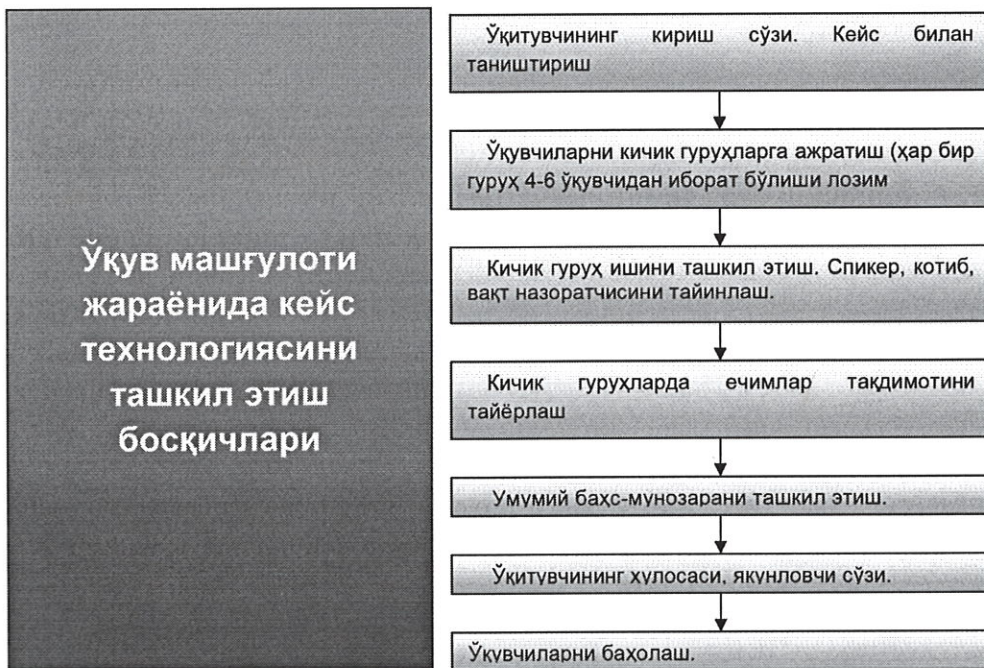 Ўқув машғулоти
жараёнида кейс
технологиясини
ташкил этиш
босқичлари
Ўқитувчининг кириш сўзи. Кейс билан
таништириш
Ўқувчиларни кичик гуруҳларга ажратиш (ҳар бир
гуруҳ 4-6 ўқувчидан иборат бўлиши лозим
Кичик гуруҳ ишини ташкил этиш. Спикер, котиб,
вақт назоратчисини тайинлаш.
Кичик гуруҳларда ечимлар тақдимотини
тайёрлаш
Умумий баҳс-мунозарани ташкил этиш.
Ўқитувчининг хулосаси, якунловчи сўзи.
Ўқувчиларни баҳолаш.